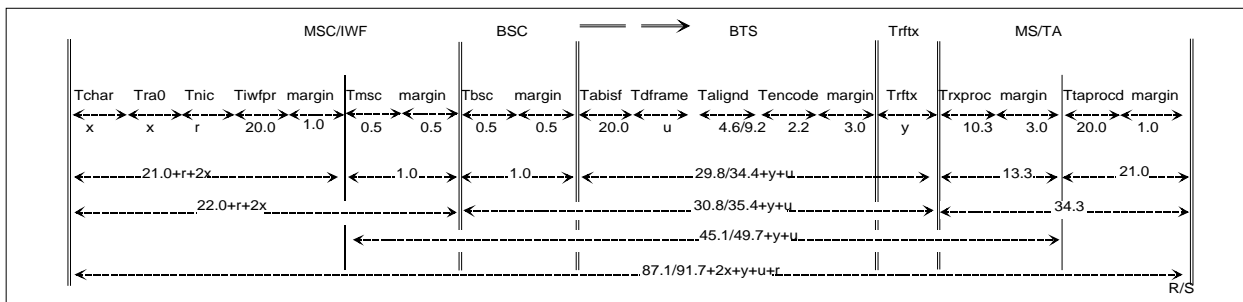 MSC/IWF BSC BTS Trftx MS/TA
Tchar Tra0 Tnic Tiwfpr margin Tmsc margin Tbsc margin Tabisf Tdframe Talignd Tencode margin Trftx Trxproc margin Ttaprocd margin
x x r 20.0 1.0 0.5 0.5 0.5 0.5 20.0 u 4.6/9.2 2.2 3.0 y 10.3 3.0 20.0 1.0
21.0+r+2x 1.0 1.0 29.8/34.4+y+u 13.3 21.0
22.0+r+2x 30.8/35.4+y+u 34.3
45.1/49.7+y+u
87.1/91.7+2x+y+u+r
R/S